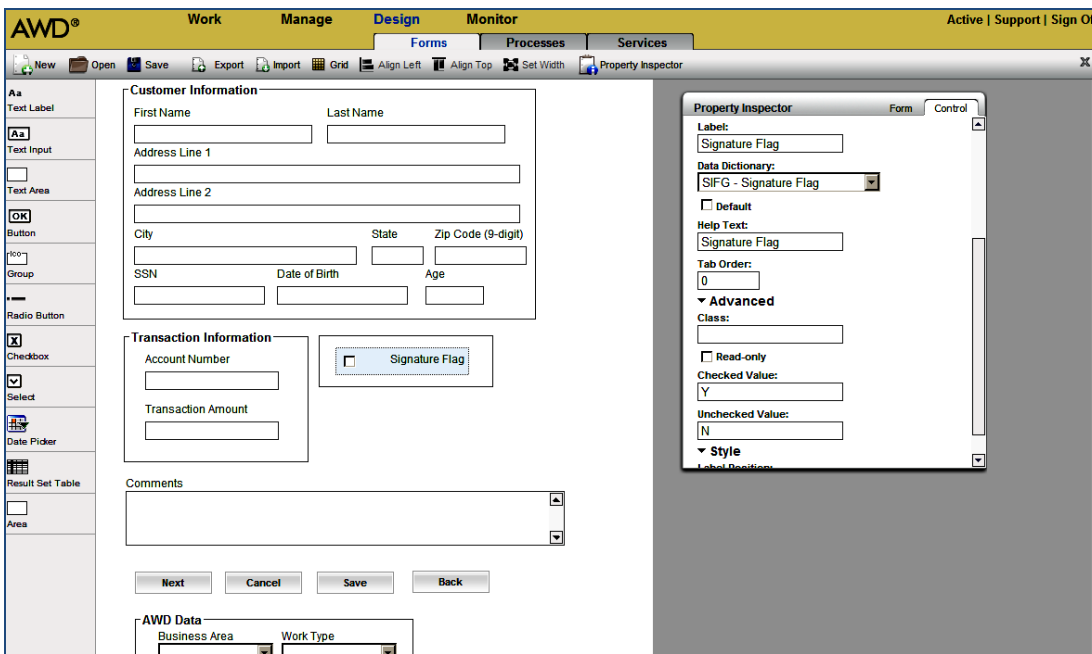 AWD®
Work Manage Design Monitor
Active | Support | Sign Of
Forms Processes Services
New Open Save Export Import Grid Align Left Align Top Set Width Property Inspector X
Aa
Text Label
Aa
Text Input
Text Area
OK
Button
Group
Radio Button
X
Checkbox
Select
Date Picker
Result Set Table
Area
Customer Information
First Name Last Name
Address Line 1
Address Line 2
City State Zip Code (9-digit)
SSN Date of Birth Age
Transaction Information
Account Number
Transaction Amount
Signature Flag
Comments
Next Cancel Save Back
AWD Data
Business Area Work Type
Property Inspector Form Control
Label:
Signature Flag
Data Dictionary:
SIFG - Signature Flag
Default
Help Text:
Signature Flag
Tab Order:
0
Advanced
Class:
Read-only
Checked Value:
Y
Unchecked Value:
N
Style
Label Position: